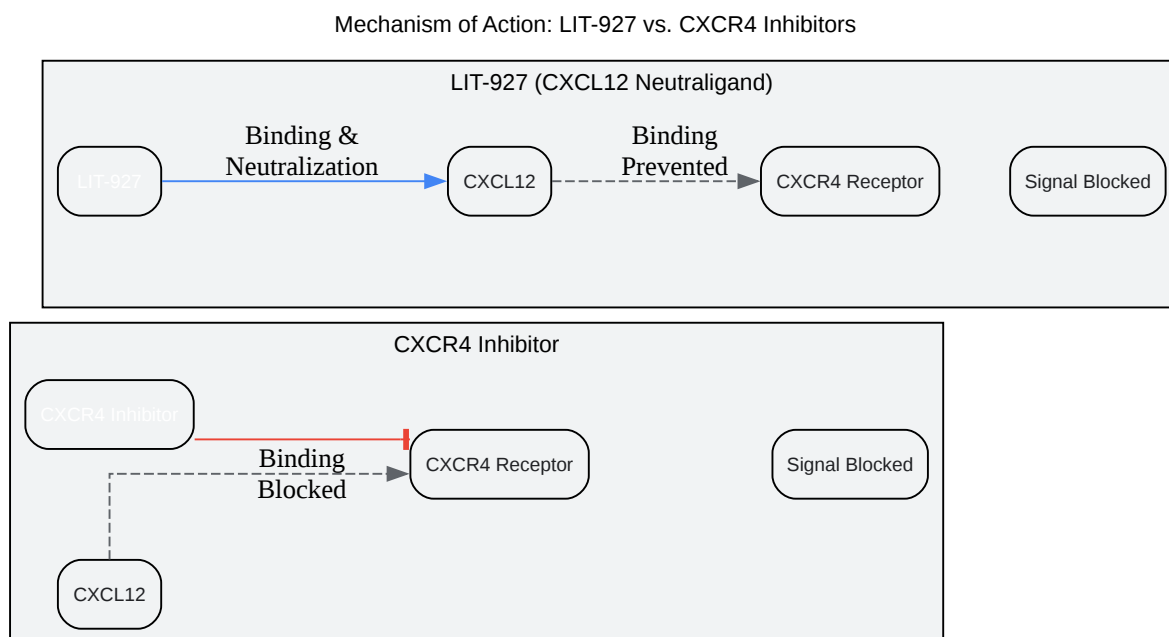 Mechanism of Action: LIT-927 vs. CXCR4 Inhibitors
LIT-927 (CXCL12 Neutraligand)
Binding &
Neutralization
Binding
Prevented
LIT-927
CXCL12
CXCR4 Receptor
Signal Blocked
CXCR4 Inhibitor
CXCR4 Inhibitor
Binding
Blocked
CXCR4 Receptor
Signal Blocked
CXCL12